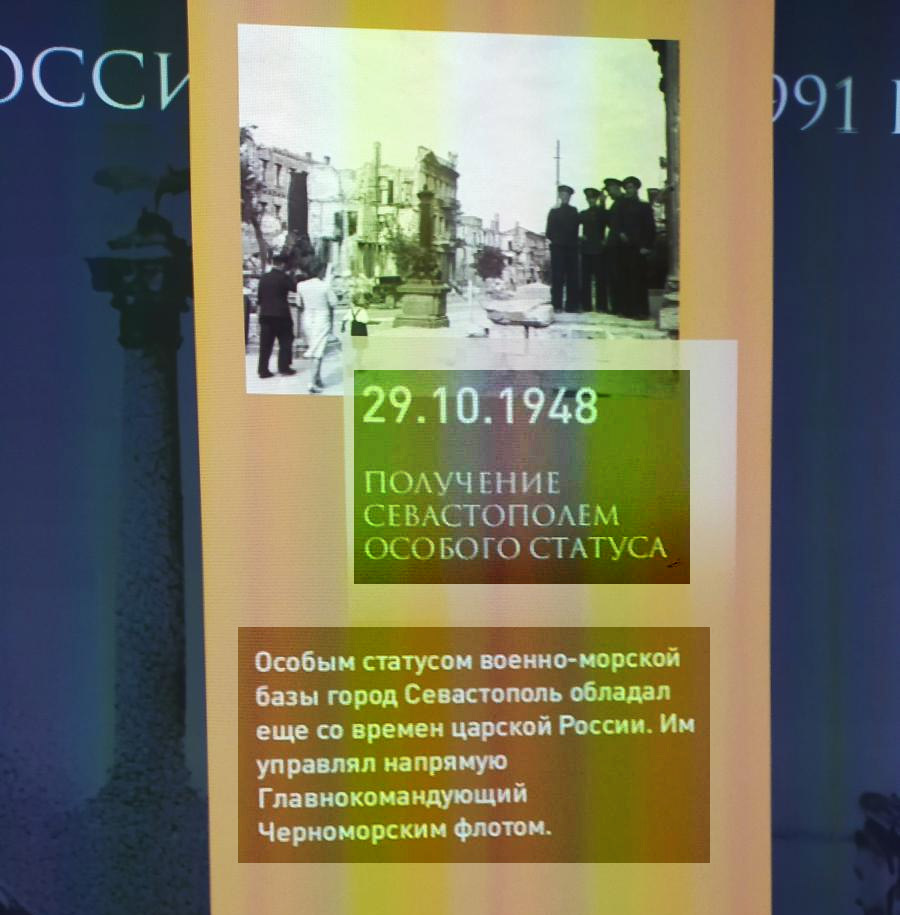 29.10.1948
ПОЛУЧЕНИЕ
СЕВАСТОПОЛЕМ
ОСОБОГО СТАТУСА
Особым статусом военно-морской
базы город Севастополь обладал
еще со времен царской России. Им
управлял напрямую
Главнокомандующий
Черноморским флотом.